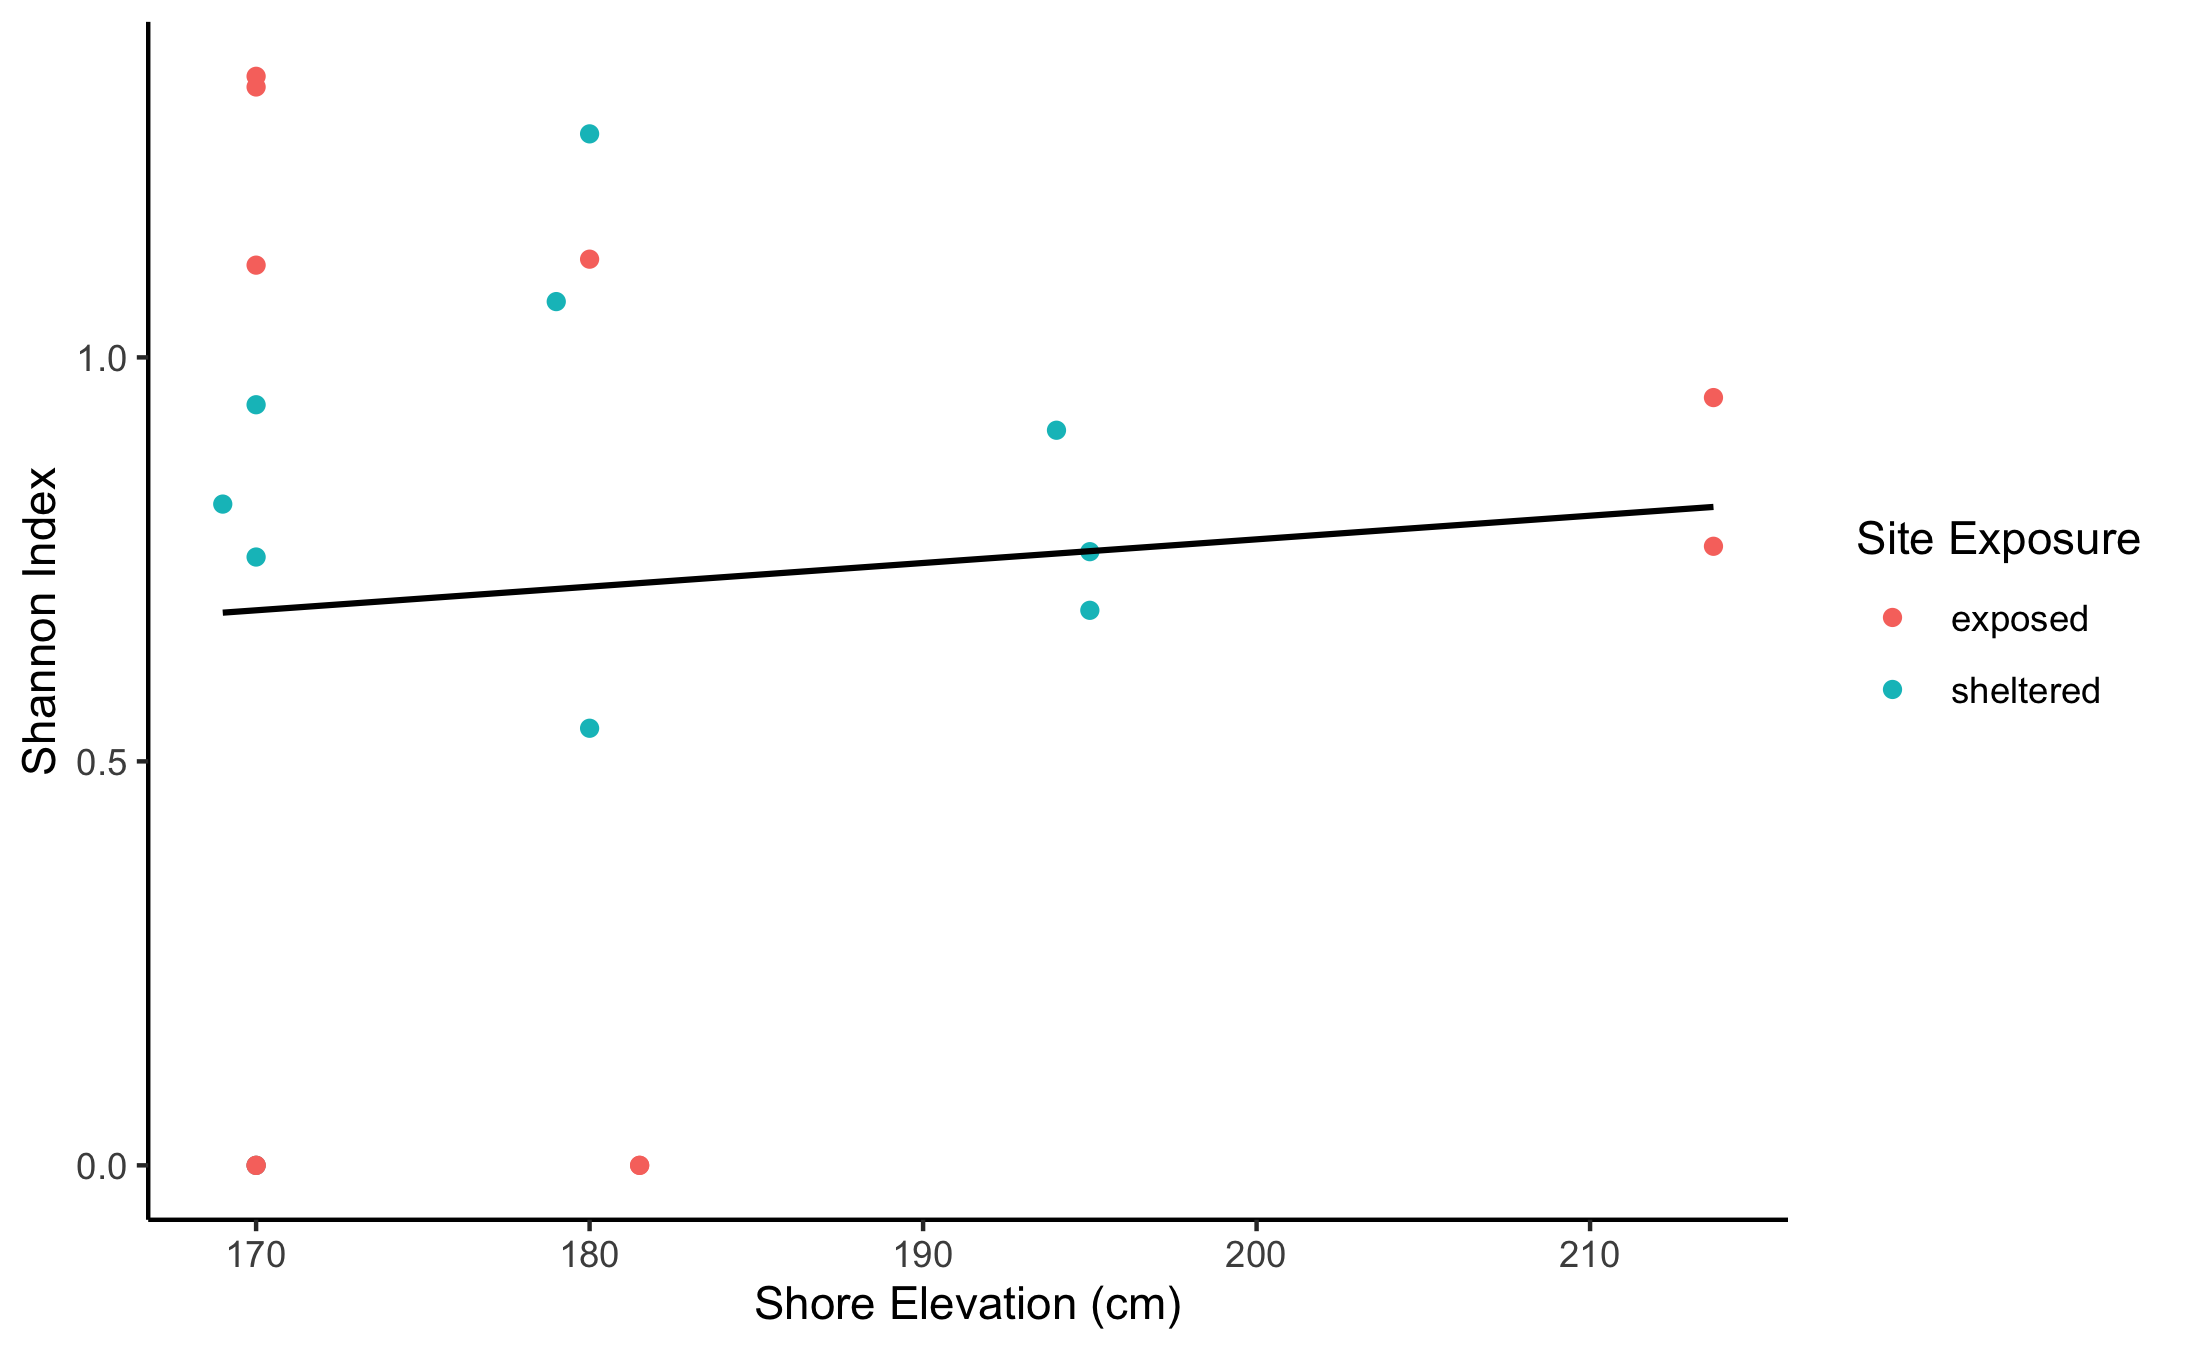 Shannon Index
1.0
0.5
0.0
170 180 190 200 210
Shore Elevation (cm)
Site Exposure
exposed
sheltered